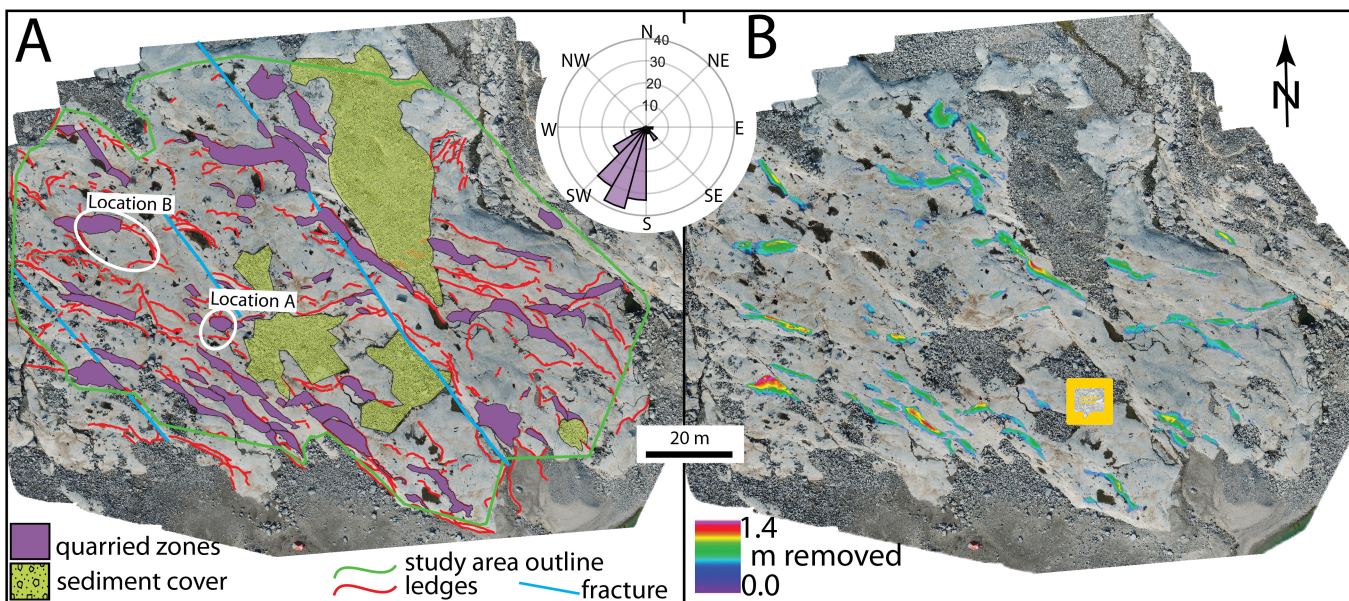 A
B
N
40
30
20
10
NW
NE
W
E
SW
SE
S
N
Location B
Location A
20 m
quarried zones
sediment cover
study area outline
ledges
fracture
1.4
m removed
0.0